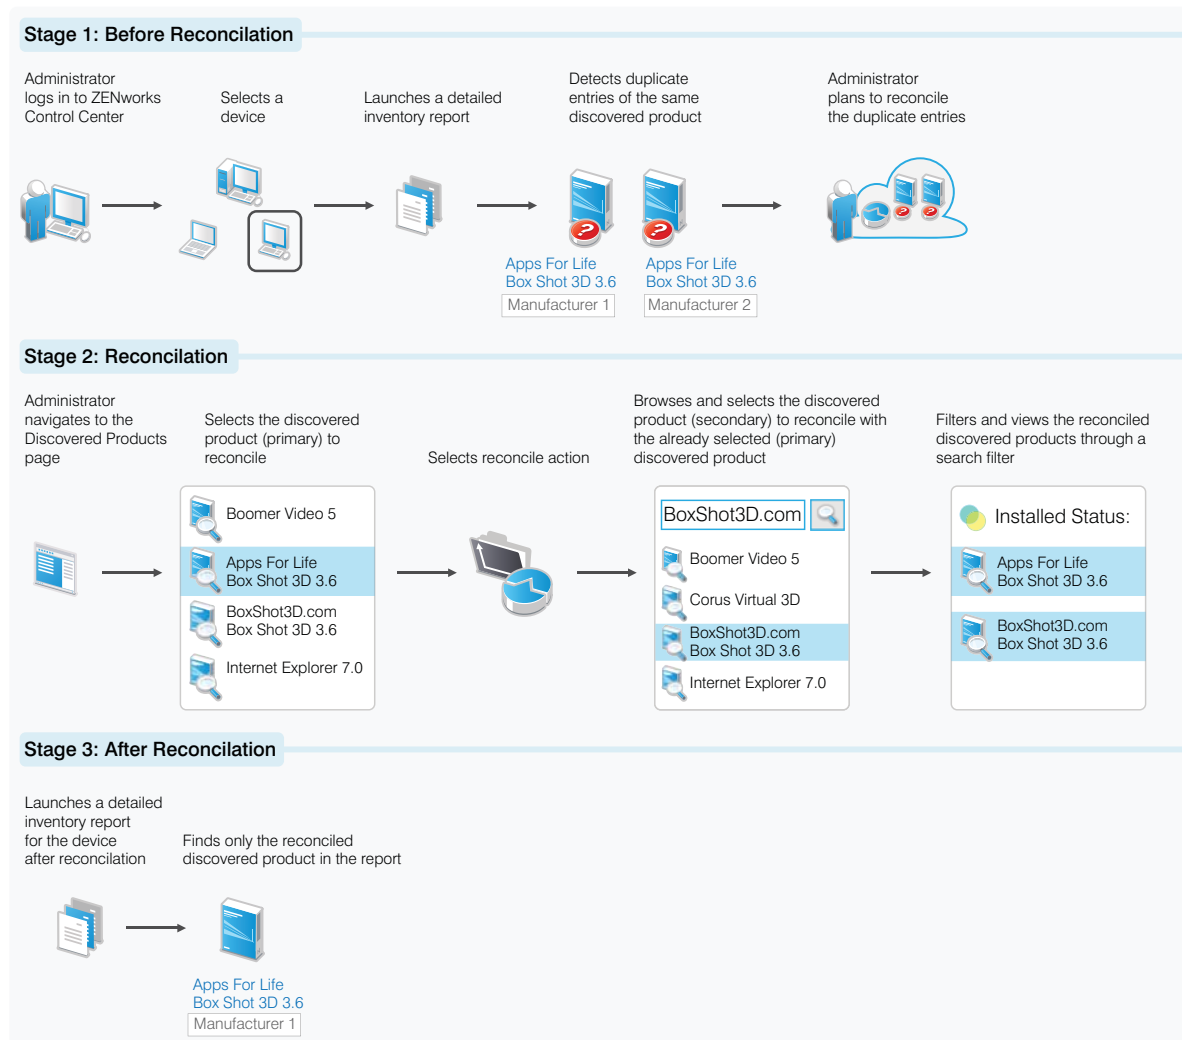 Stage 1: Before Reconcilation
Administrator
logs in to ZENworks
Control Center
Selects a
device
Launches a detailed
inventory report
Detects duplicate
entries of the same
discovered product
Administrator
plans to reconcile
the duplicate entries
Apps For Life
Box Shot 3D 3.6
Manufacturer 1
Apps For Life
Box Shot 3D 3.6
Manufacturer 2
Stage 2: Reconcilation
Administrator
navigates to the
Discovered Products
page
Selects the discovered
product (primary) to
reconcile
Selects reconcile action
Browses and selects the discovered
product (secondary) to reconcile with
the already selected (primary)
discovered product
Filters and views the reconciled
discovered products through a
search filter
Boomer Video 5
Apps For Life
Box Shot 3D 3.6
BoxShot3D.com
Box Shot 3D 3.6
Internet Explorer 7.0
BoxShot3D.com
Boomer Video 5
Corus Virtual 3D
BoxShot3D.com
Box Shot 3D 3.6
Internet Explorer 7.0
Installed Status:
Apps For Life
Box Shot 3D 3.6
BoxShot3D.com
Box Shot 3D 3.6
Stage 3: After Reconcilation
Launches a detailed
inventory report
for the device
after reconcilation
Finds only the reconciled
discovered product in the report
Apps For Life
Box Shot 3D 3.6
Manufacturer 1